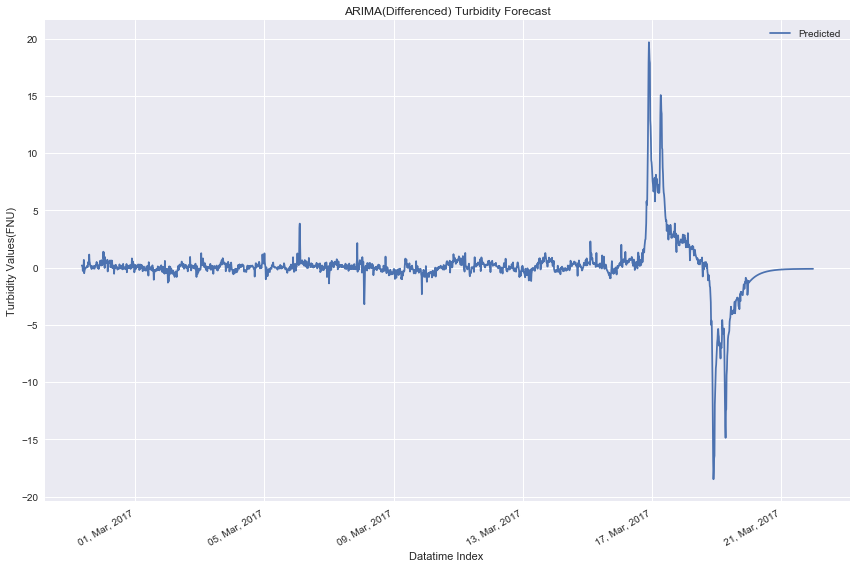 ARIMA(Differenced) Turbidity Forecast
Predicted
20
15
10
5
0
−5
−10
−15
−20
Turbidity Values(FNU)
01, Mar, 2017
05, Mar, 2017
09, Mar, 2017
13, Mar, 2017
17, Mar, 2017
21, Mar, 2017
Datatime Index